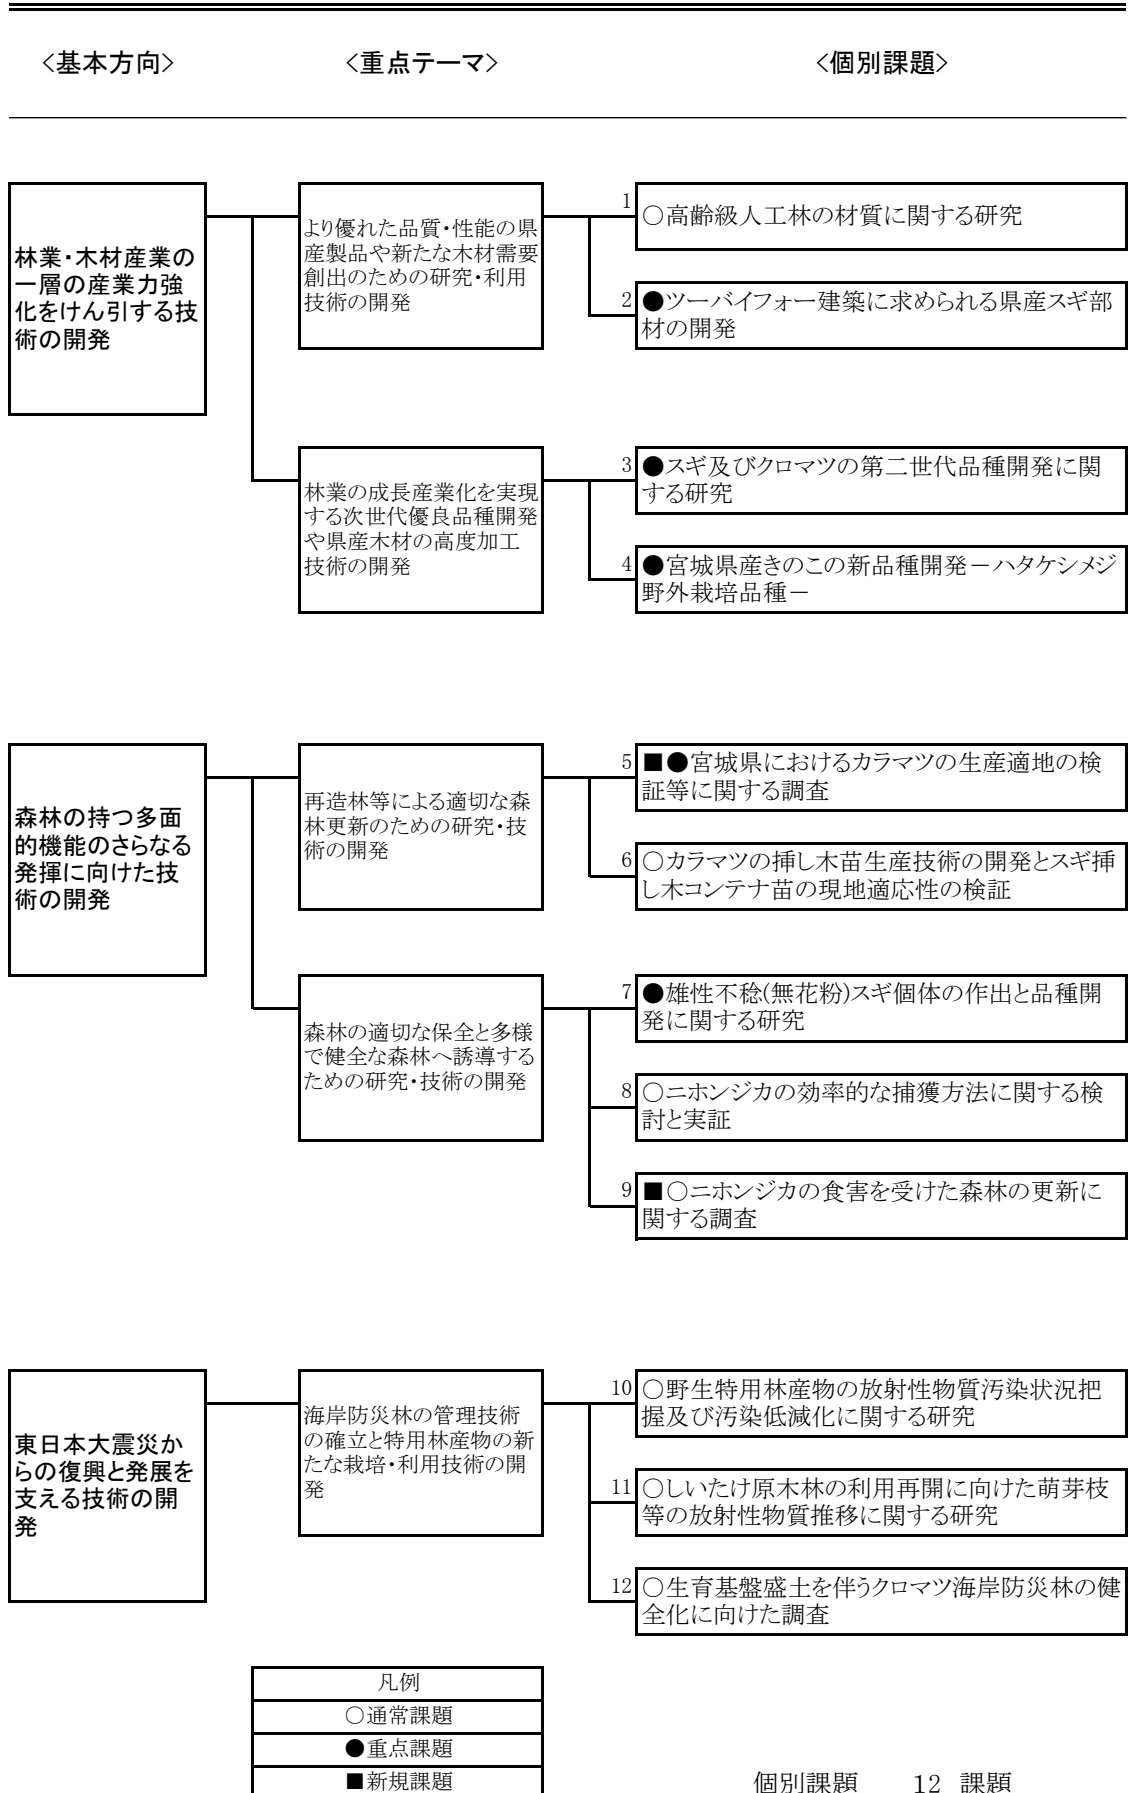 <基本方向>
<重点テーマ>
<個別課題>
林業・木材産業の
一層の産業力強
化をけん引する技
術の開発
より優れた品質・性能の県
産製品や新たな木材需要
創出のための研究・利用
技術の開発
1
○高齢級人工林の材質に関する研究
2
●ツーバイフォー建築に求められる県産スギ部
材の開発
林業の成長産業化を実現
する次世代優良品種開発
や県産木材の高度加工
技術の開発
3
●スギ及びクロマツの第二世代品種開発に関
する研究
4
●宮城県産きのこの新品種開発－ハタケシメジ
野外栽培品種－
森林の持つ多面
的機能のさらなる
発揮に向けた技
術の開発
再造林等による適切な森
林更新のための研究・技
術の開発
5
■●宮城県におけるカラマツの生産適地の検
証等に関する調査
6
○カラマツの挿し木苗生産技術の開発とスギ挿
し木コンテナ苗の現地適応性の検証
森林の適切な保全と多様
で健全な森林へ誘導する
ための研究・技術の開発
7
●雄性不稔(無花粉)スギ個体の作出と品種開
発に関する研究
8
○ニホンジカの効率的な捕獲方法に関する検
討と実証
9
■○ニホンジカの食害を受けた森林の更新に
関する調査
東日本大震災か
らの復興と発展を
支える技術の開
発
海岸防災林の管理技術
の確立と特用林産物の新
たな栽培・利用技術の開
発
10
○野生特用林産物の放射性物質汚染状況把
握及び汚染低減化に関する研究
11
○しいたけ原木林の利用再開に向けた萌芽枝
等の放射性物質推移に関する研究
12
○生育基盤盛土を伴うクロマツ海岸防災林の健
全化に向けた調査
凡例
○通常課題
●重点課題
■新規課題
個別課題 12 課題